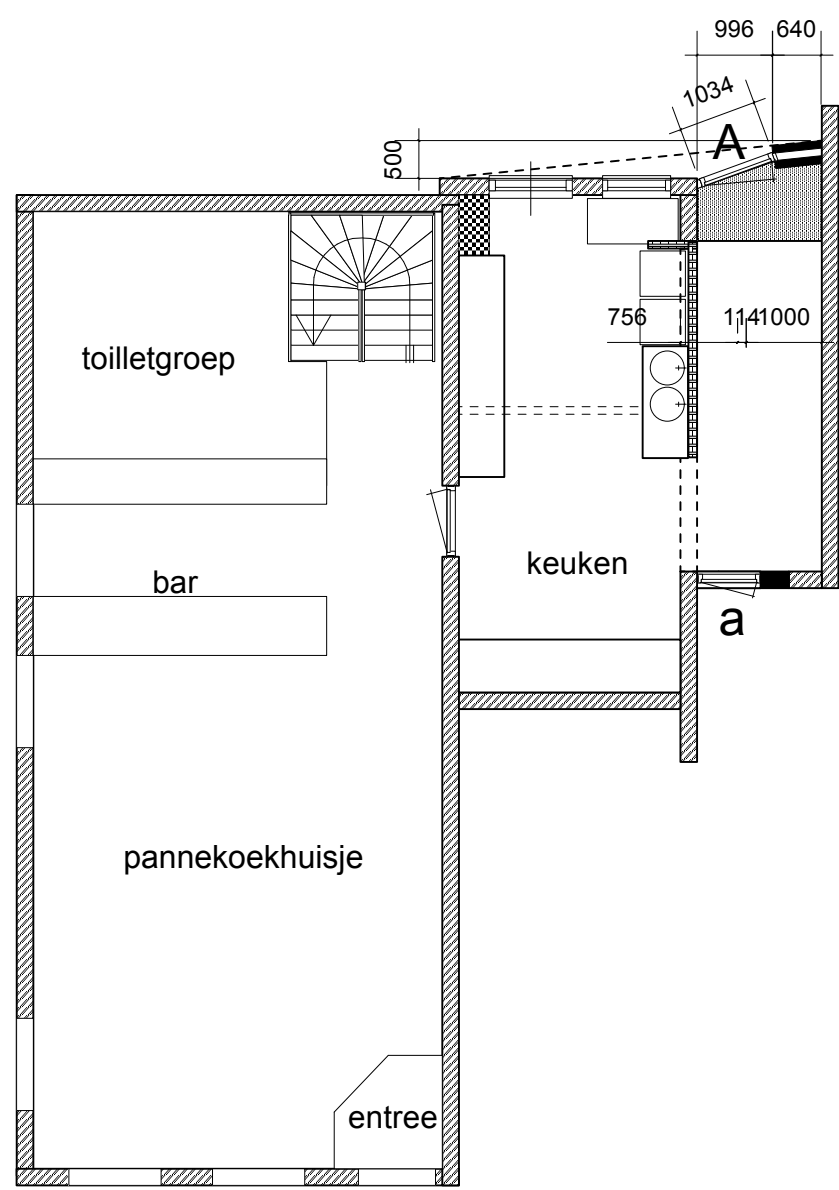 996 640
1034
A
500
756 114 1000
toilletgroep
keuken
bar
a
pannekoekhuisje
entree